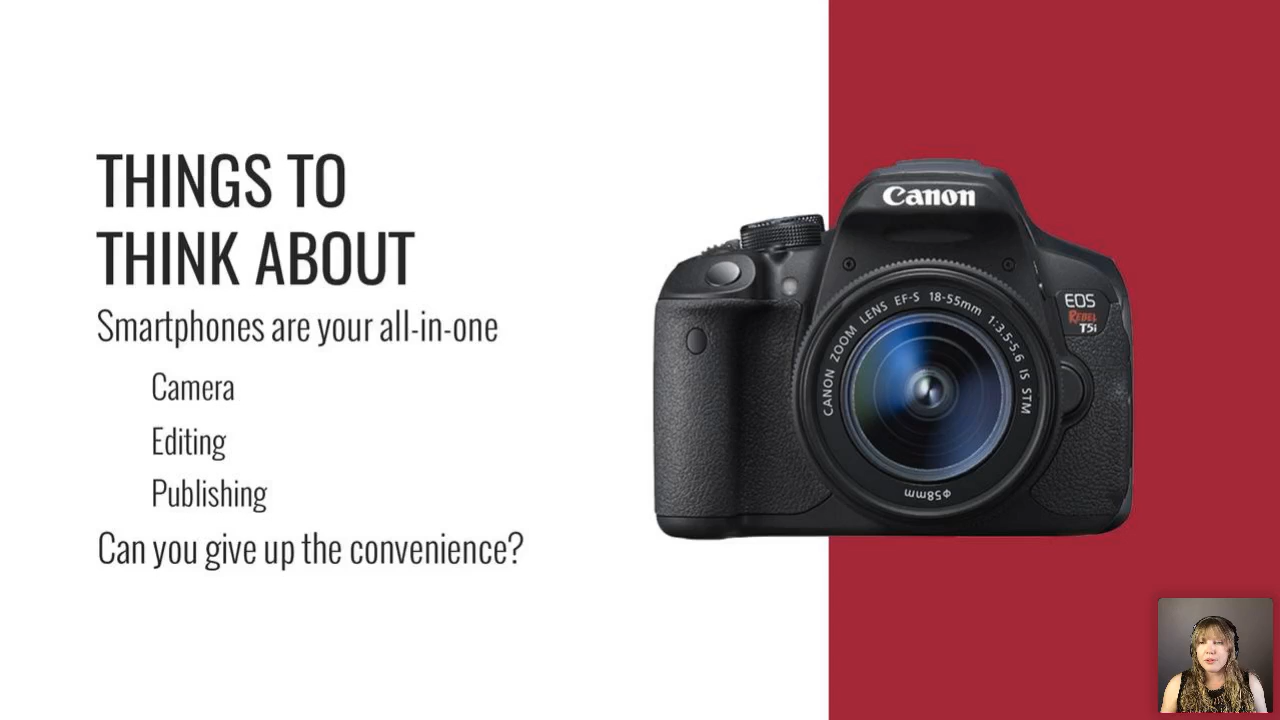 THINGS TO
THINK ABOUT
Smartphones are your all-in-one
Camera
Editing
Publishing
Can you give up the convenience?
Canon
EOS
REBEL
T5i
CANON ZOOM LENS EF-S 18-55mm 1:3.5-5.6 IS STM
φ58mm